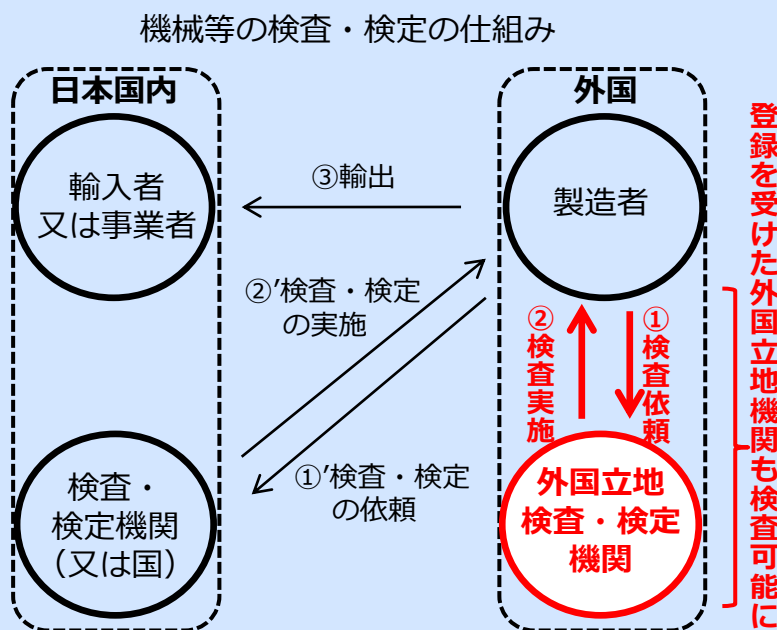 機械等の検査・検定の仕組み
日本国内
外国
輸入者
又は事業者
③輸出
製造者
②’検査・検定
の実施
②検査実施
①検査依頼
①’検査・検定
の依頼
検査・
検定機関
（又は国）
外国立地
検査・検定
機関
登録を受けた外国立地機関も検査可能に